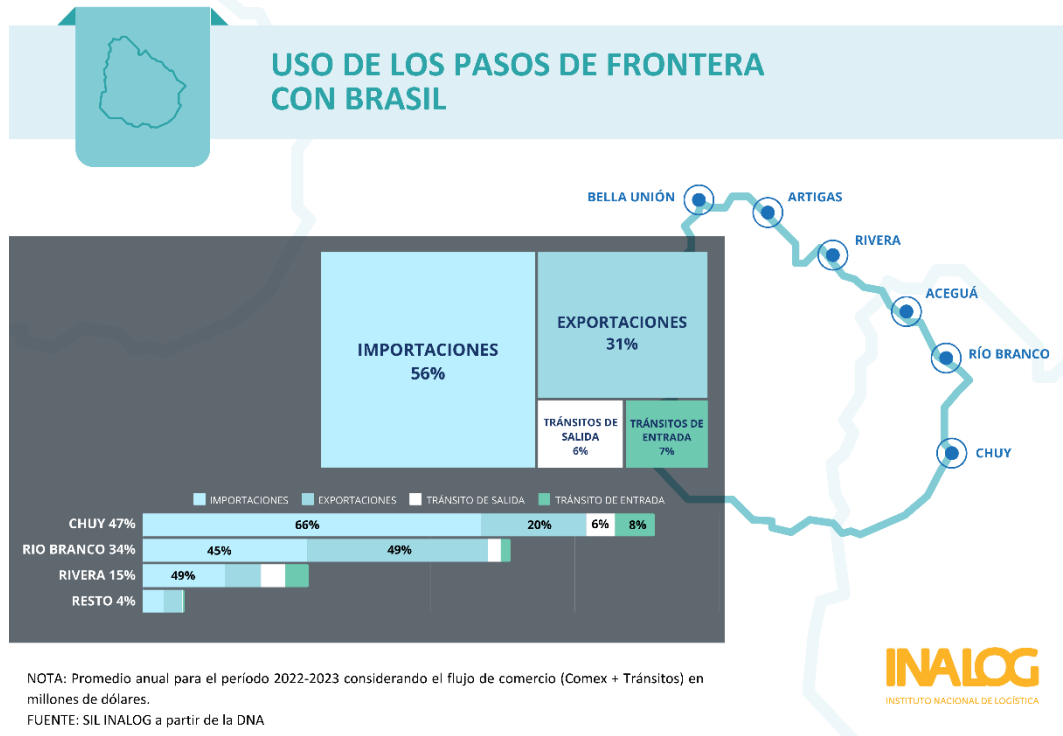 USO DE LOS PASOS DE FRONTERA
CON BRASIL
BELLA UNIÓN
ARTIGAS
RIVERA
ACEGUÁ
RÍO BRANCO
CHUY
IMPORTACIONES
56%
EXPORTACIONES
31%
TRÁNSITOS DE
SALIDA
6%
TRÁNSITOS DE
ENTRADA
7%
IMPORTACIONES EXPORTACIONES TRÁNSITO DE SALIDA TRÁNSITO DE ENTRADA
CHUY 47% 66% 20% 6% 8%
RIO BRANCO 34% 45% 49%
RIVERA 15% 49%
RESTO 4%
NOTA: Promedio anual para el período 2022-2023 considerando el flujo de comercio (Comex + Tránsitos) en
millones de dólares.
FUENTE: SIL INALOG a partir de la DNA
INALOG
INSTITUTO NACIONAL DE LOGÍSTICA